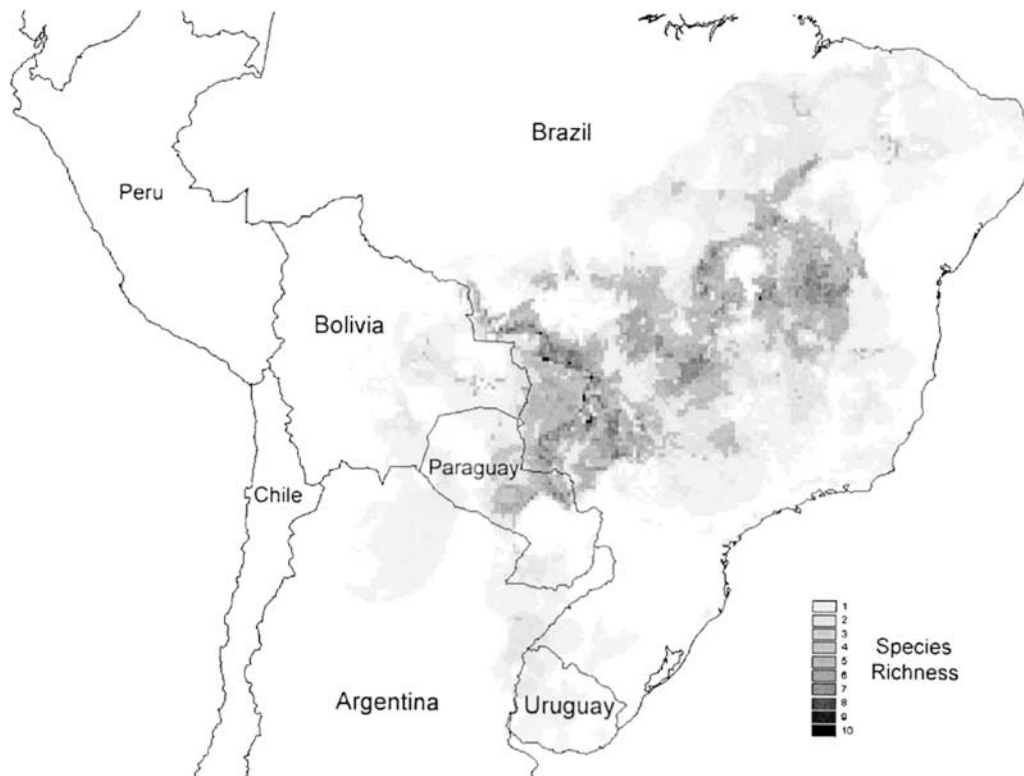 Brazil
Peru
Bolivia
Paraguay
Chile
Argentina
Uruguay
1
2
3
4
5
6
7
8
9
10
Species
Richness